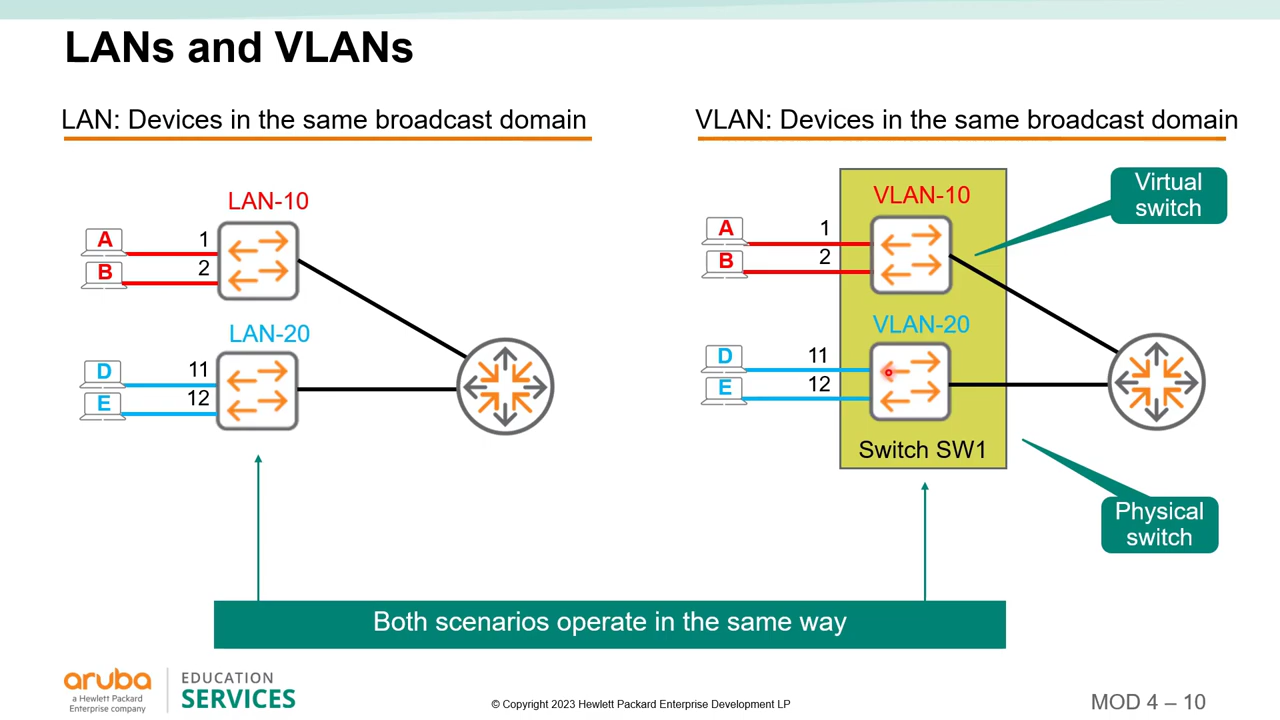 LANs and VLANs
LAN: Devices in the same broadcast domain
LAN-10
A
1
B
2
LAN-20
D
11
E
12
VLAN: Devices in the same broadcast domain
VLAN-10
A
1
B
2
VLAN-20
D
11
E
12
Switch SW1
Virtual
switch
Physical
switch
Both scenarios operate in the same way
aruba
a Hewlett Packard
Enterprise company
EDUCATION
SERVICES
© Copyright 2023 Hewlett Packard Enterprise Development LP
MOD 4 – 10